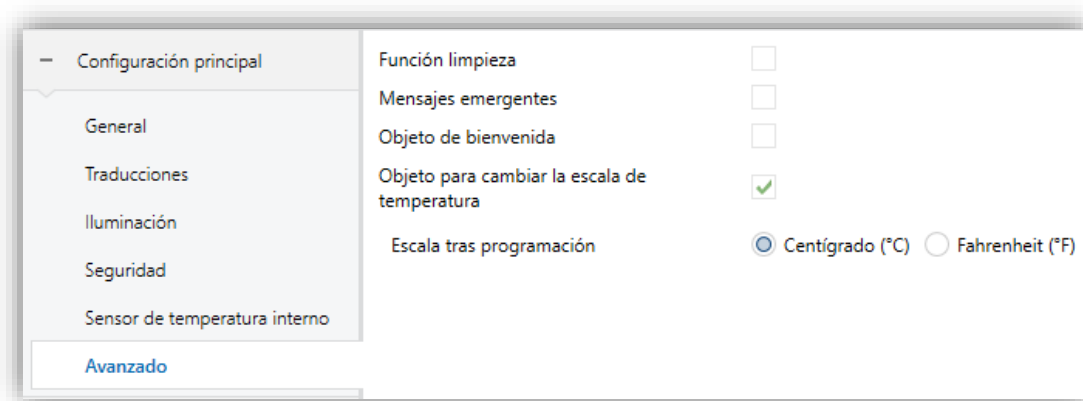 Configuración principal
General
Traducciones
Iluminación
Seguridad
Sensor de temperatura interno
Avanzado
Función limpieza
Mensajes emergentes
Objeto de bienvenida
Objeto para cambiar la escala de
temperatura
Escala tras programación
Centígrado (°C) Fahrenheit (°F)